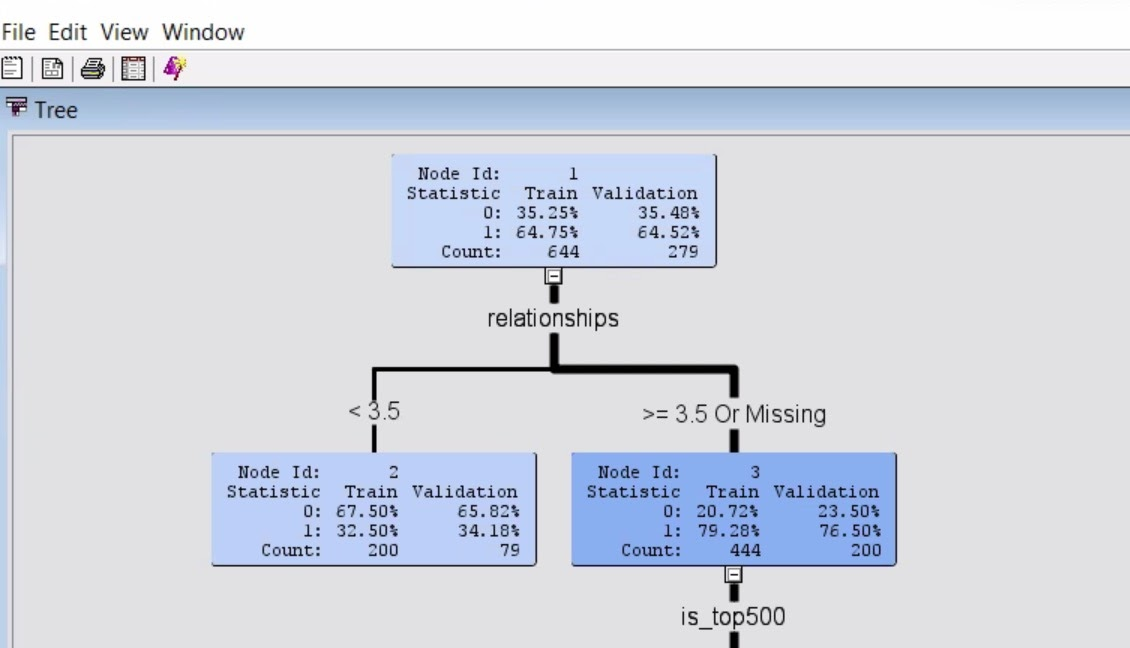 File Edit View Window
Tree
Node Id: 1
Statistic Train Validation
0: 35.25% 35.48%
1: 64.75% 64.52%
Count: 644 279
relationships
< 3.5
>= 3.5 Or Missing
Node Id: 2
Statistic Train Validation
0: 67.50% 65.82%
1: 32.50% 34.18%
Count: 200 79
Node Id: 3
Statistic Train Validation
0: 20.72% 23.50%
1: 79.28% 76.50%
Count: 444 200
is_top500